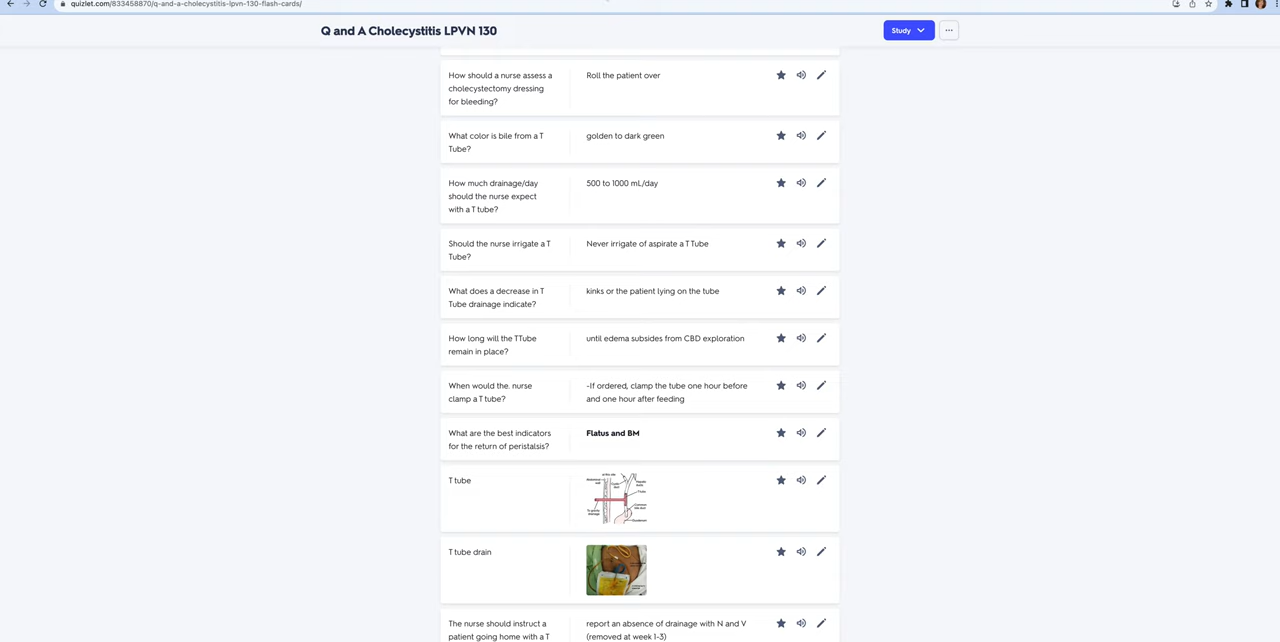 quizlet.com/833458870/q-and-a-cholecystitis-lpvn-130-flash-cards/
Q and A Cholecystitis LPVN 130
Study
How should a nurse assess a
cholecystectomy dressing
for bleeding?
Roll the patient over
What color is bile from a T
Tube?
golden to dark green
How much drainage/day
should the nurse expect
with a T tube?
500 to 1000 mL/day
Should the nurse irrigate a T
Tube?
Never irrigate of aspirate a T Tube
What does a decrease in T
Tube drainage indicate?
kinks or the patient lying on the tube
How long will the TTube
remain in place?
until edema subsides from CBD exploration
When would the. nurse
clamp a T tube?
-If ordered, clamp the tube one hour before
and one hour after feeding
What are the best indicators
for the return of peristalsis?
Flatus and BM
T tube
T tube drain
The nurse should instruct a
patient going home with a T
report an absence of drainage with N and V
(removed at week 1-3)